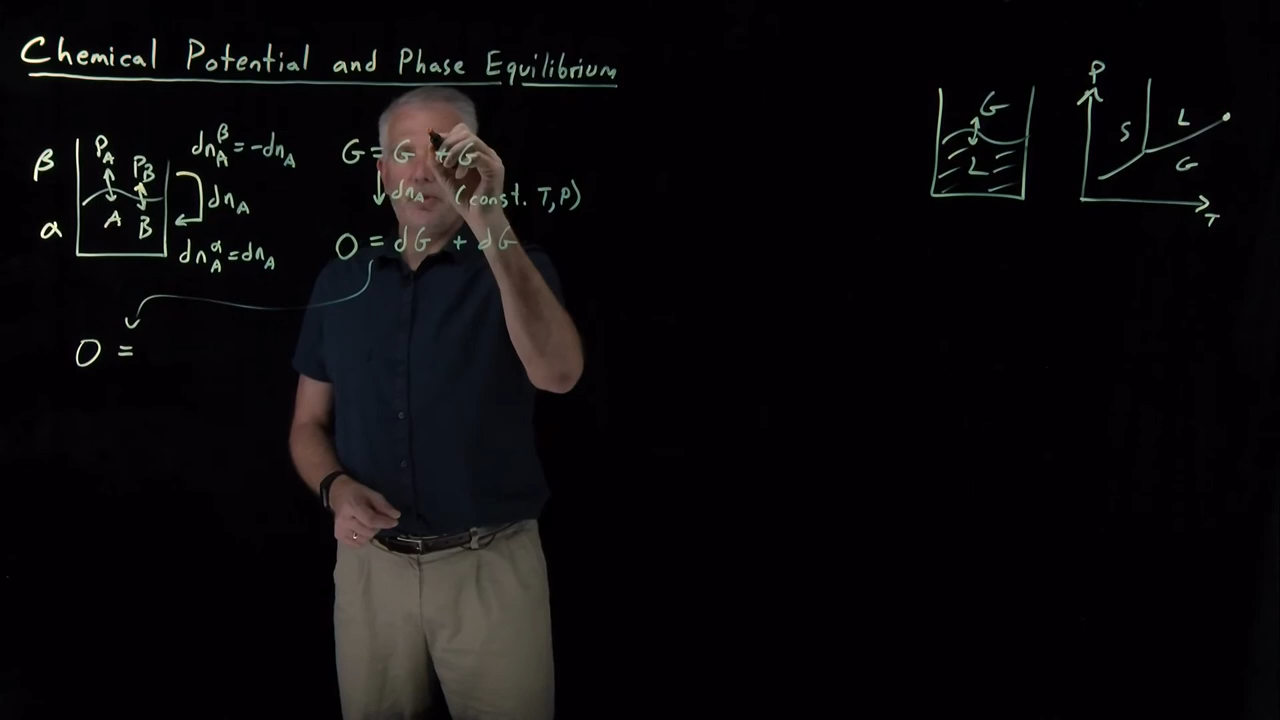 Chemical Potential and Phase Equilibrium
β
α
P_A
P_B
A
B
dn_A^β = -dn_A
dn_A
dn_A^α = dn_A
G = G + G
dn_A (const. T, P)
0 = dG + dG
0 =
G
L
P
S
L
G
T